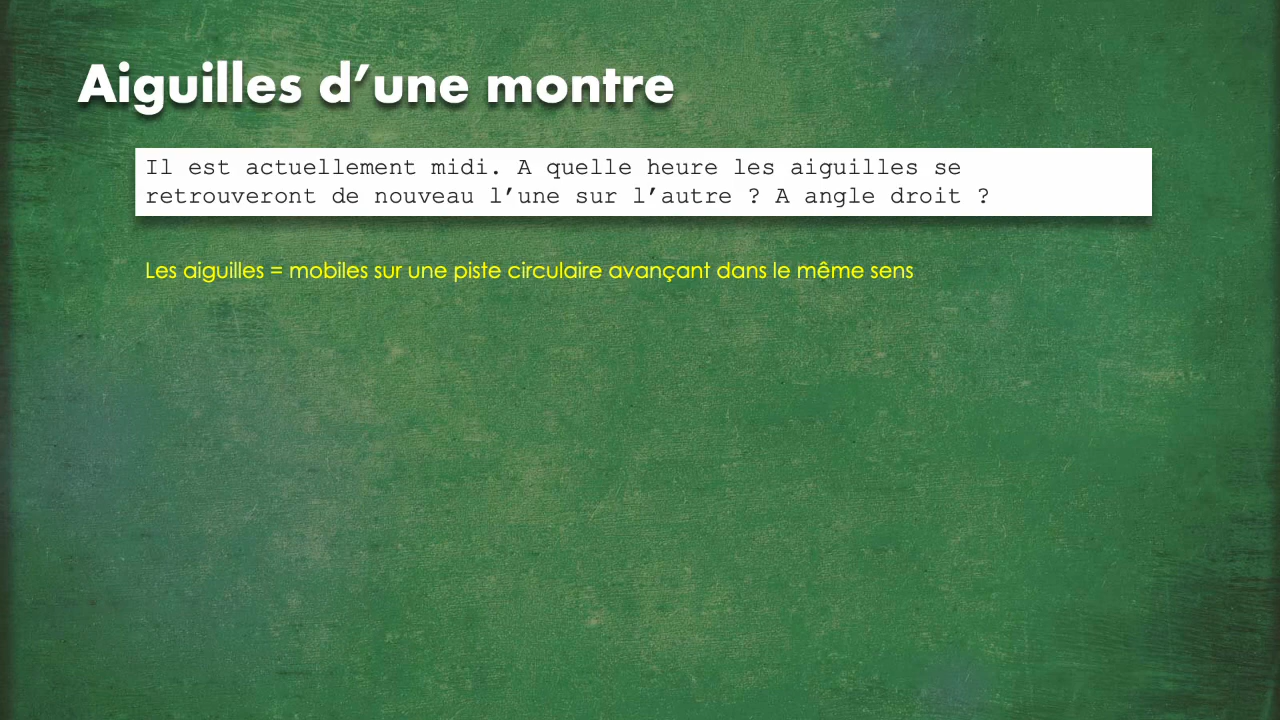 Aiguilles d’une montre
Il est actuellement midi. A quelle heure les aiguilles se
retrouveront de nouveau l’une sur l’autre ? A angle droit ?
Les aiguilles = mobiles sur une piste circulaire avançant dans le même sens